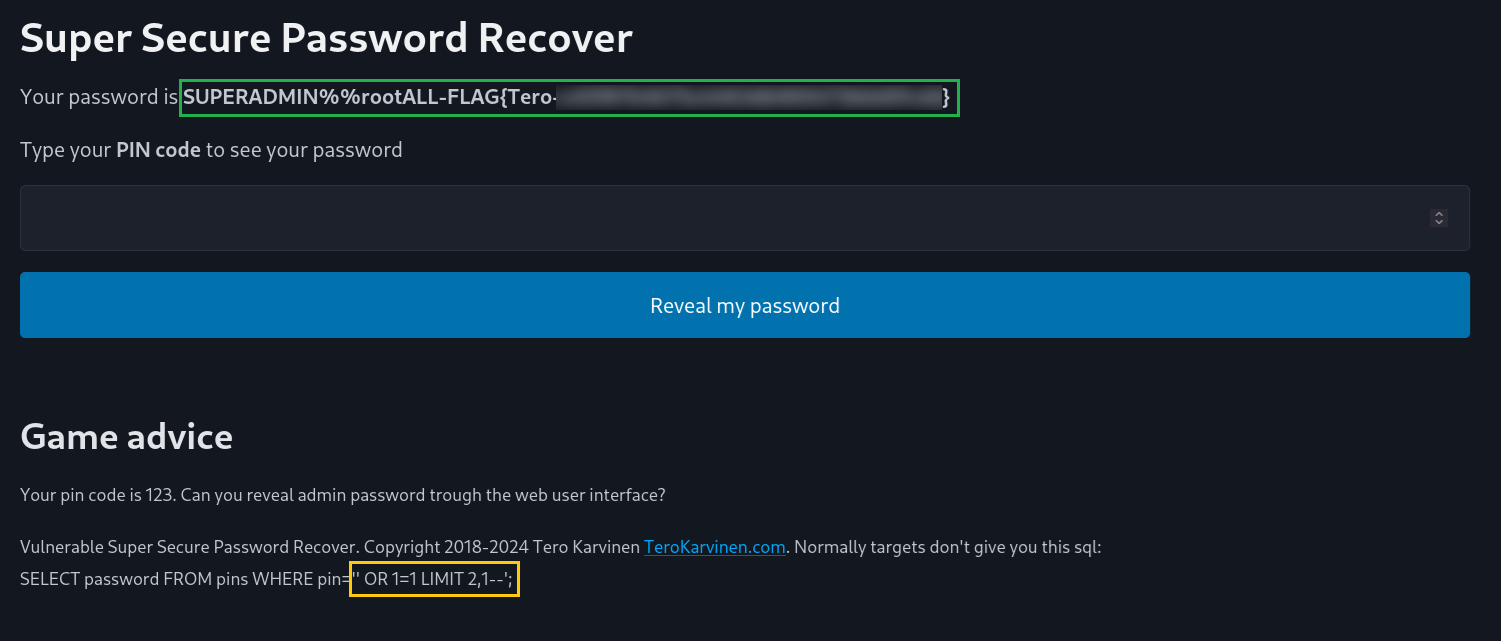 Super Secure Password Recover
Your password is SUPERADMIN%%rootALL-FLAG{Tero-}
Type your PIN code to see your password
Reveal my password
Game advice
Your pin code is 123. Can you reveal admin password trough the web user interface?
Vulnerable Super Secure Password Recover. Copyright 2018-2024 Tero Karvinen TeroKarvinen.com. Normally targets don't give you this sql:
SELECT password FROM pins WHERE pin='' OR 1=1 LIMIT 2,1--';